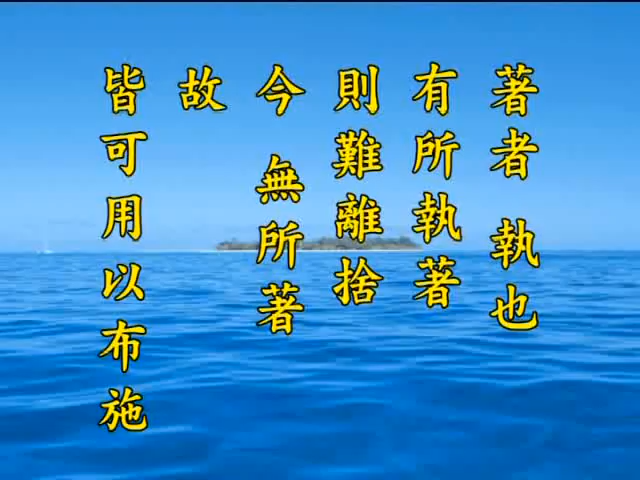 著者 執也
有所執著
則難離捨
今 無所著
故
皆可用以布施